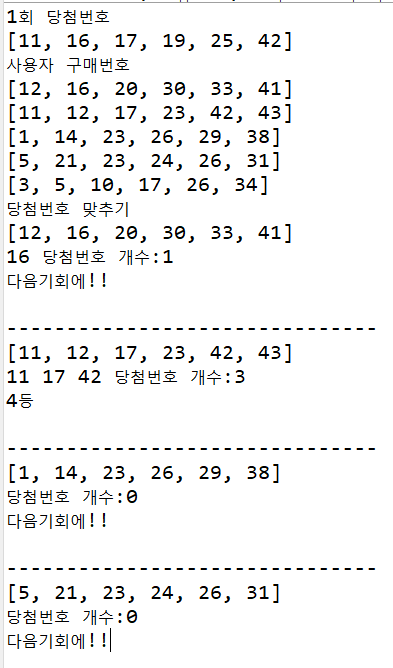 1회 당첨번호
[11, 16, 17, 19, 25, 42]
사용자 구매번호
[12, 16, 20, 30, 33, 41]
[11, 12, 17, 23, 42, 43]
[1, 14, 23, 26, 29, 38]
[5, 21, 23, 24, 26, 31]
[3, 5, 10, 17, 26, 34]
당첨번호 맞추기
[12, 16, 20, 30, 33, 41]
16 당첨번호 개수:1
다음기회에!!
-------------------------------
[11, 12, 17, 23, 42, 43]
11 17 42 당첨번호 개수:3
4등
-------------------------------
[1, 14, 23, 26, 29, 38]
당첨번호 개수:0
다음기회에!!
-------------------------------
[5, 21, 23, 24, 26, 31]
당첨번호 개수:0
다음기회에!!